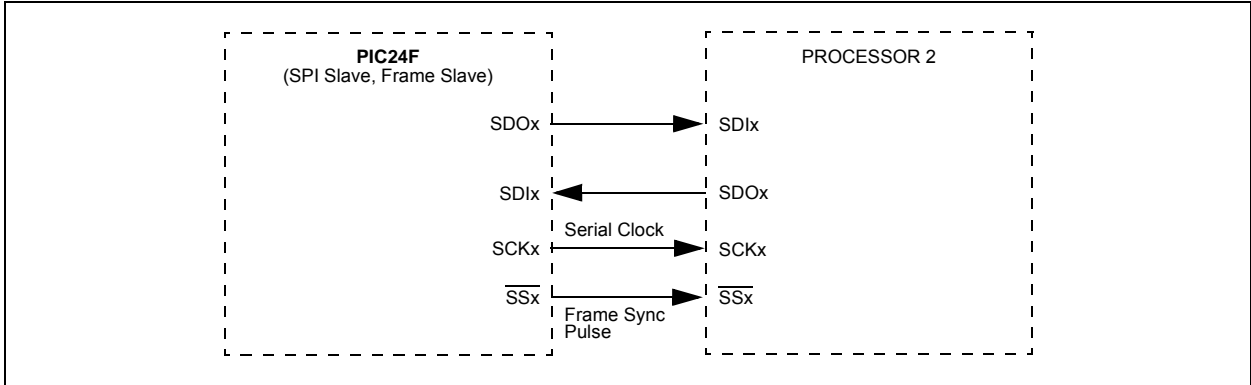 PIC24F
(SPI Slave, Frame Slave)
PROCESSOR 2
SDOx
SDIx
SDIx
SDOx
Serial Clock
SCKx
SCKx
SSx
SSx
Frame Sync
Pulse